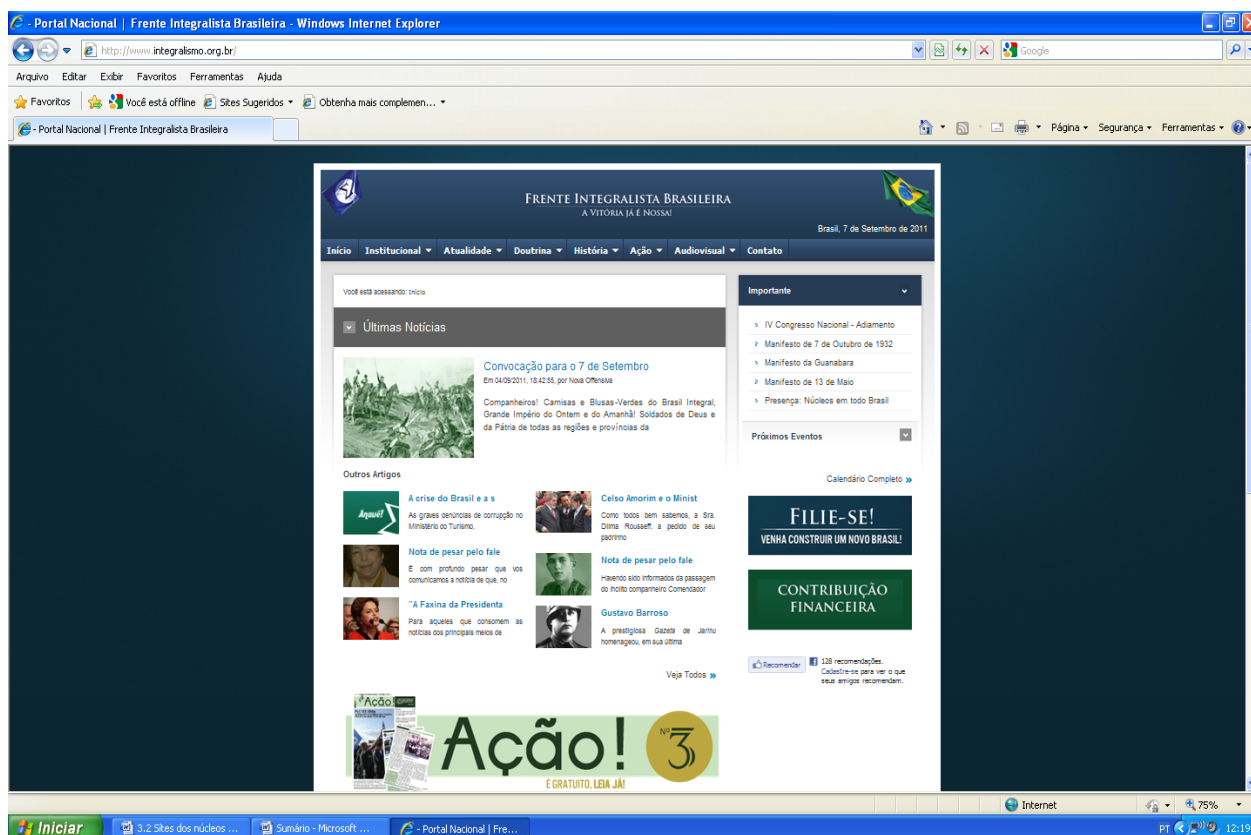 - Portal Nacional | Frente Integralista Brasileira - Windows Internet Explorer
http://www.integralismo.org.br/
Google
Arquivo Editar Exibir Favoritos Ferramentas Ajuda
Favoritos Você está offline Sites Sugeridos Obtenha mais complemen...
- Portal Nacional | Frente Integralista Brasileira
Página Segurança Ferramentas
FRENTE INTEGRALISTA BRASILEIRA
A VITÓRIA JÁ É NOSSA!
Brasil, 7 de Setembro de 2011
Início Institucional Atualidade Doutrina História Ação Audiovisual Contato
Você está acessando: Início
Últimas Notícias
Convocação para o 7 de Setembro
Em 04/09/2011, 18:42:55, por Nova Offensiva
Companheiros! Camisas e Blusas-Verdes do Brasil Integral,
Grande Império do Ontem e do Amanhã! Soldados de Deus e
da Pátria de todas as regiões e províncias da
Outros Artigos
Anauê!
A crise do Brasil e a s
As graves denúncias de corrupção no
Ministério do Turismo,
Nota de pesar pelo fale
É com profundo pesar que vos
comunicamos a notícia de que, no
"A Faxina da Presidenta
Para aqueles que consomem as
notícias dos principais meios de
Celso Amorim e o Minist
Como todos bem sabemos, a Sra.
Dilma Rousseff, a pedido de seu
padrinho
Nota de pesar pelo fale
Havendo sido informados da passagem
do ínclito companheiro Comendador
Gustavo Barroso
A prestigiosa Gazeta de Jarinu
homenageou, em sua última
Veja Todos »
Ação!
Ação!
Nº 3
É GRATUITO, LEIA JÁ!
Importante
IV Congresso Nacional - Adiamento
Manifesto de 7 de Outubro de 1932
Manifesto da Guanabara
Manifesto de 13 de Maio
Presença: Núcleos em todo Brasil
Próximos Eventos
Calendário Completo »
FILIE-SE!
VENHA CONSTRUIR UM NOVO BRASIL!
CONTRIBUIÇÃO
FINANCEIRA
Recomendar
128 recomendações.
Cadastre-se para ver o que
seus amigos recomendam.
Internet
75%
Iniciar
3.2 Sites dos núcleos ...
Sumário - Microsoft ...
- Portal Nacional | Fre...
PT
12:19